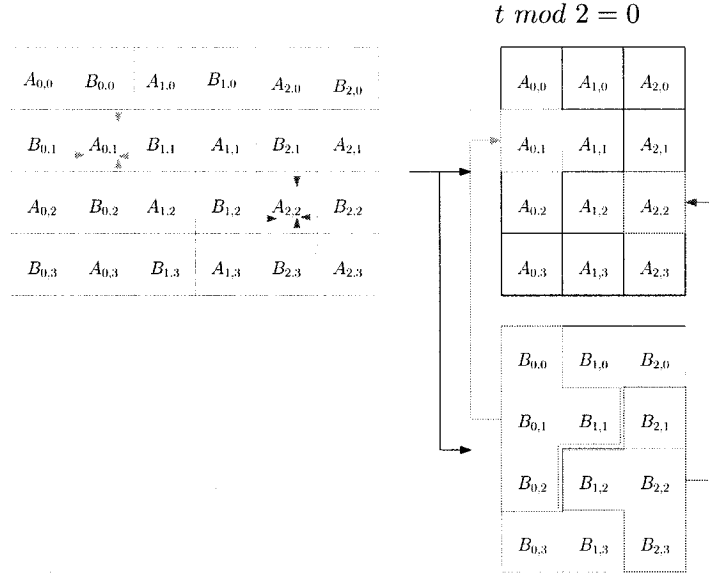 t mod 2 = 0
A0,0 B0,0 A1,0 B1,0 A2,0 B2,0
B0,1 A0,1 B1,1 A1,1 B2,1 A2,1
A0,2 B0,2 A1,2 B1,2 A2,2 B2,2
B0,3 A0,3 B1,3 A1,3 B2,3 A2,3
A0,0 A1,0 A2,0
A0,1 A1,1 A2,1
A0,2 A1,2 A2,2
A0,3 A1,3 A2,3
B0,0 B1,0 B2,0
B0,1 B1,1 B2,1
B0,2 B1,2 B2,2
B0,3 B1,3 B2,3